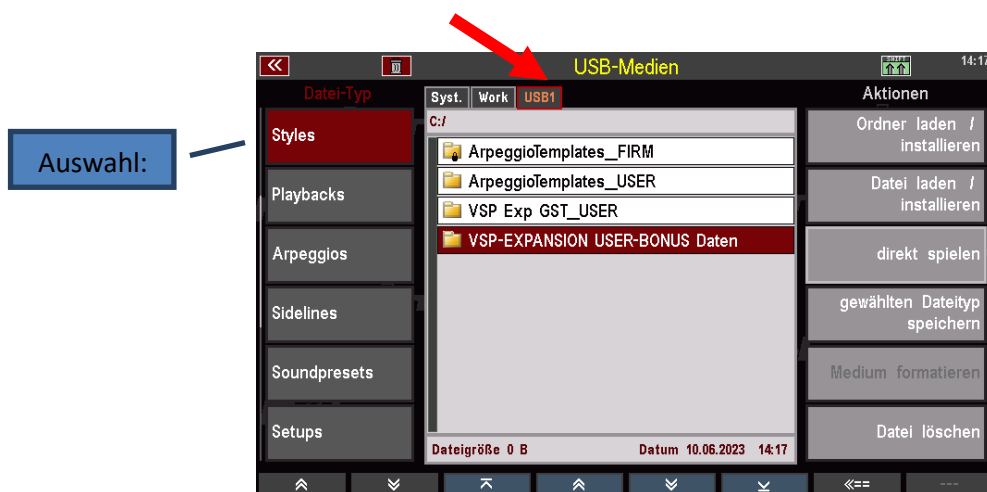 USB-Medien
14:17
Datei-Typ
Syst. Work USB1
Aktionen
Auswahl:
Styles
Playbacks
Arpeggios
Sidelines
Soundpresets
Setups
C:/
ArpeggioTemplates__FIRM
ArpeggioTemplates__USER
VSP Exp GST_USER
VSP-EXPANSION USER-BONUS Daten
Dateigröße 0 B Datum 10.06.2023 14:17
Ordner laden /
installieren
Datei laden /
installieren
direkt spielen
gewählten Dateityp
speichern
Medium formatieren
Datei löschen
«== ---